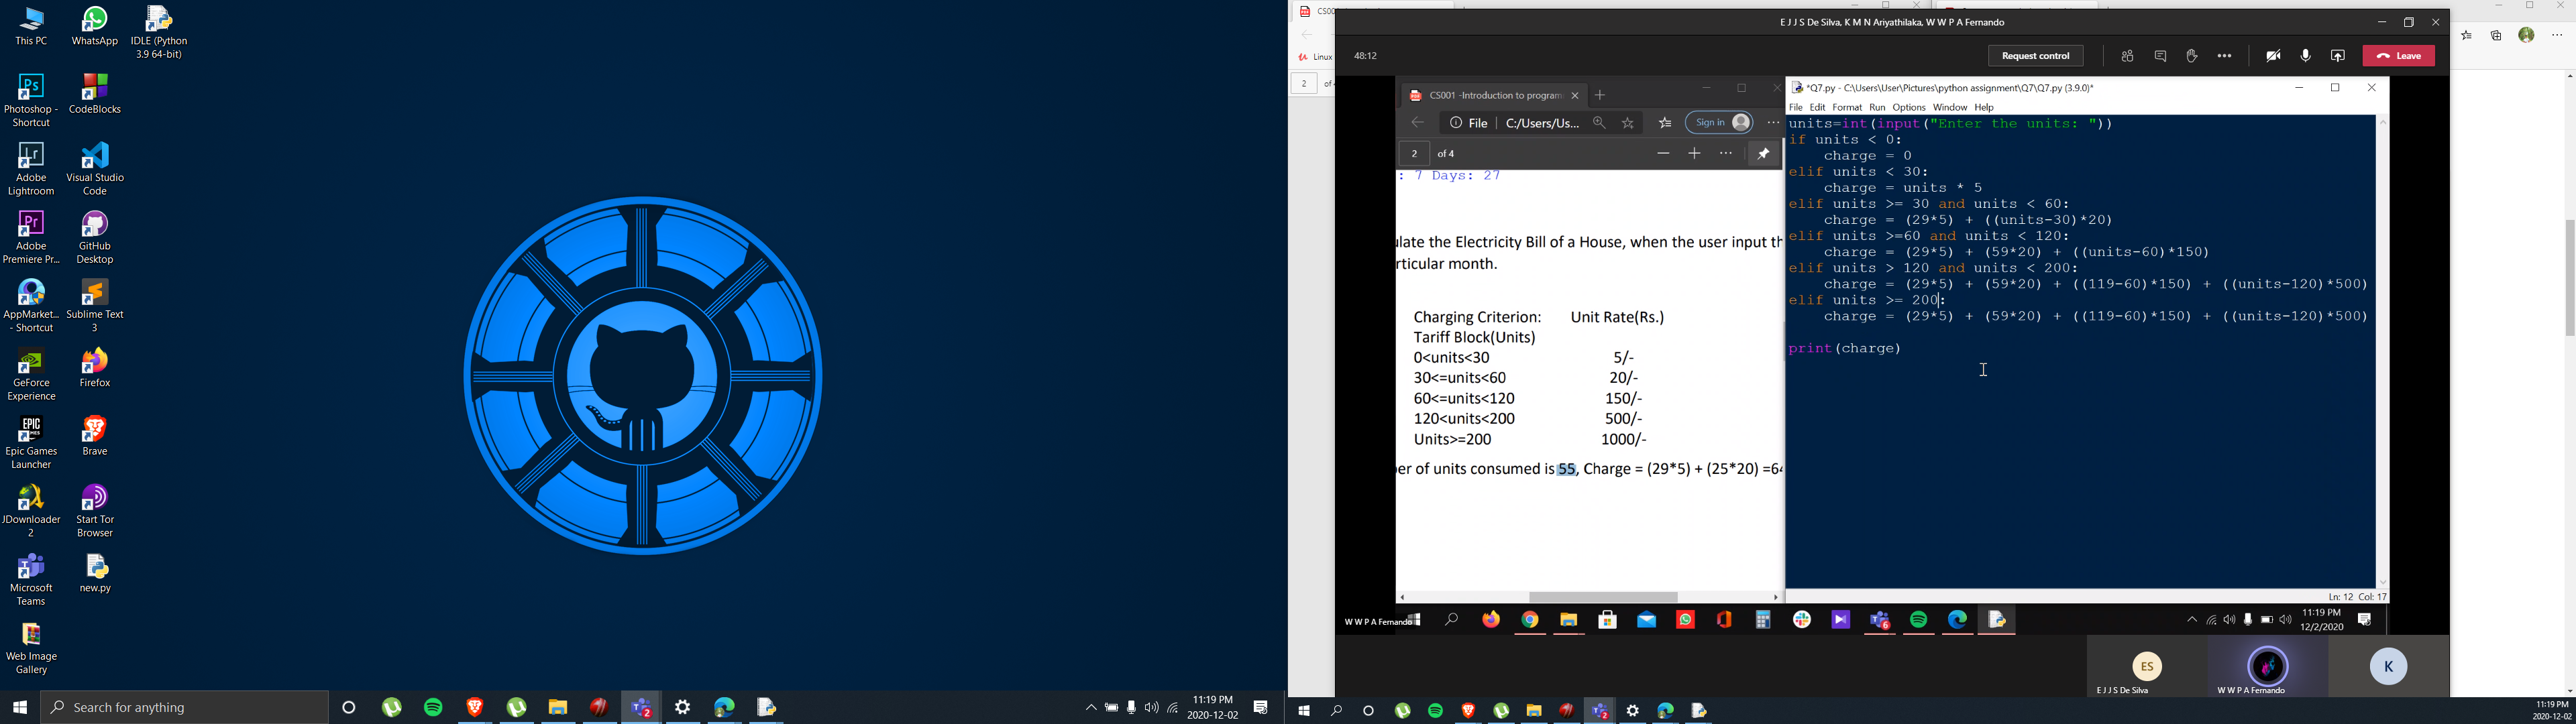 This PC
WhatsApp
IDLE (Python
3.9 64-bit)
Photoshop -
Shortcut
CodeBlocks
Adobe
Lightroom
Visual Studio
Code
Adobe
Premiere Pr...
GitHub
Desktop
AppMarket...
- Shortcut
Sublime Text
3
GeForce
Experience
Firefox
Epic Games
Launcher
Brave
JDownloader
2
Start Tor
Browser
Microsoft
Teams
new.py
Web Image
Gallery
Search for anything
11:19 PM
2020-12-02
Linux
2
E J J S De Silva, K M N Ariyathilaka, W W P A Fernando
48:12
Request control
Leave
CS001 -Introduction to program
File | C:/Users/Us...
Sign in
2 of 4
: 7 Days: 27
ulate the Electricity Bill of a House, when the user input th
rticular month.
Charging Criterion: Unit Rate(Rs.)
Tariff Block(Units)
0<units<30 5/-
30<=units<60 20/-
60<=units<120 150/-
120<units<200 500/-
Units>=200 1000/-
er of units consumed is 55, Charge = (29*5) + (25*20) =64
*Q7.py - C:\Users\User\Pictures\python assignment\Q7\Q7.py (3.9.0)*
File Edit Format Run Options Window Help
units=int(input("Enter the units: "))
if units < 0:
    charge = 0
elif units < 30:
    charge = units * 5
elif units >= 30 and units < 60:
    charge = (29*5) + ((units-30)*20)
elif units >=60 and units < 120:
    charge = (29*5) + (59*20) + ((units-60)*150)
elif units > 120 and units < 200:
    charge = (29*5) + (59*20) + ((119-60)*150) + ((units-120)*500)
elif units >= 200:
    charge = (29*5) + (59*20) + ((119-60)*150) + ((units-120)*500)
print(charge)
Ln: 12 Col: 17
W W P A Fernando
11:19 PM
12/2/2020
ES
E J J S De Silva
W W P A Fernando
K
11:19 PM
2020-12-02